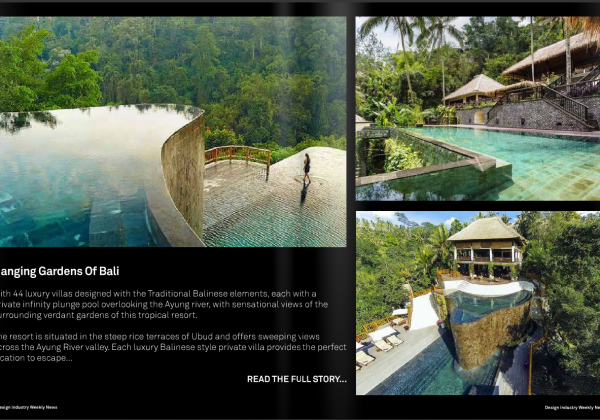 anging Gardens Of Bali
ith 44 luxury villas designed with the Traditional Balinese elements, each with a
rivate infinity plunge pool overlooking the Ayung river, with sensational views of the
urrounding verdant gardens of this tropical resort.
he resort is situated in the steep rice terraces of Ubud and offers sweeping views
cross the Ayung River valley. Each luxury Balinese style private villa provides the perfect
ocation to escape...
READ THE FULL STORY...
esign Industry Weekly News
Design Industry Weekly Ne